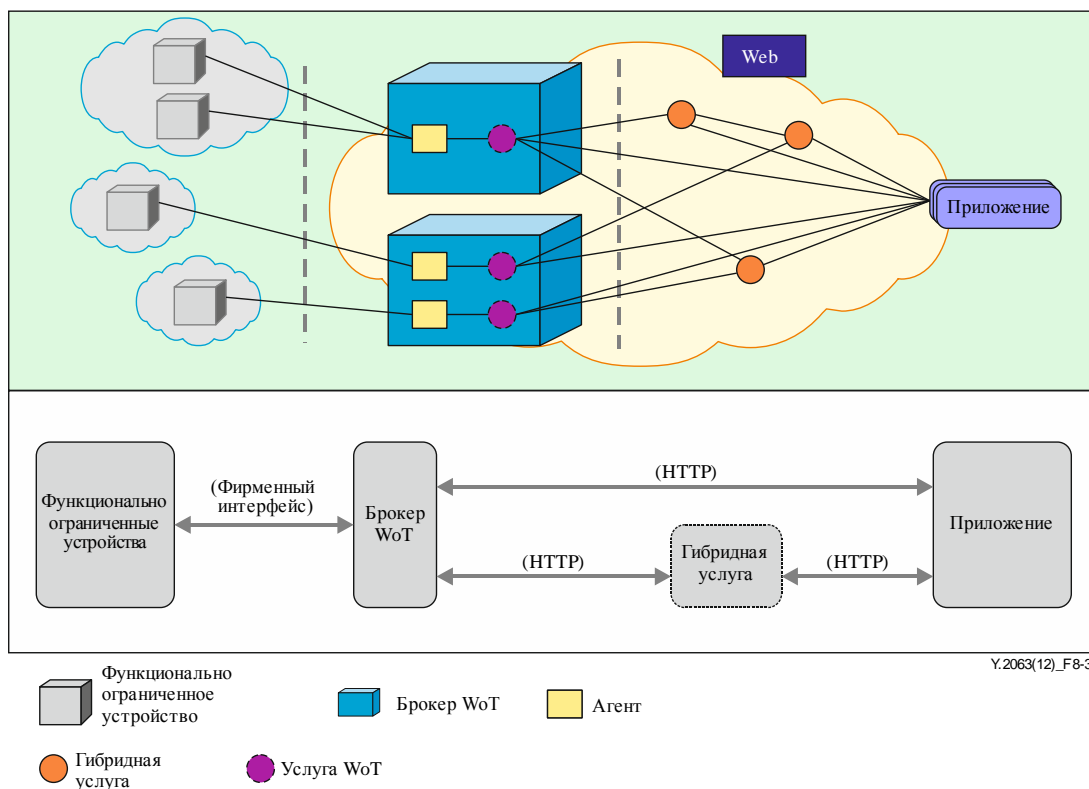 Web
Приложение
Функционально
ограниченные
устройства
(Фирменный
интерфейс)
Брокер
WoT
(HTTP)
(HTTP)
Гибридная
услуга
(HTTP)
Приложение
Y.2063(12)_F8-3
Функционально
ограниченное
устройство
Брокер WoT
Агент
Гибридная
услуга
Услуга WoT